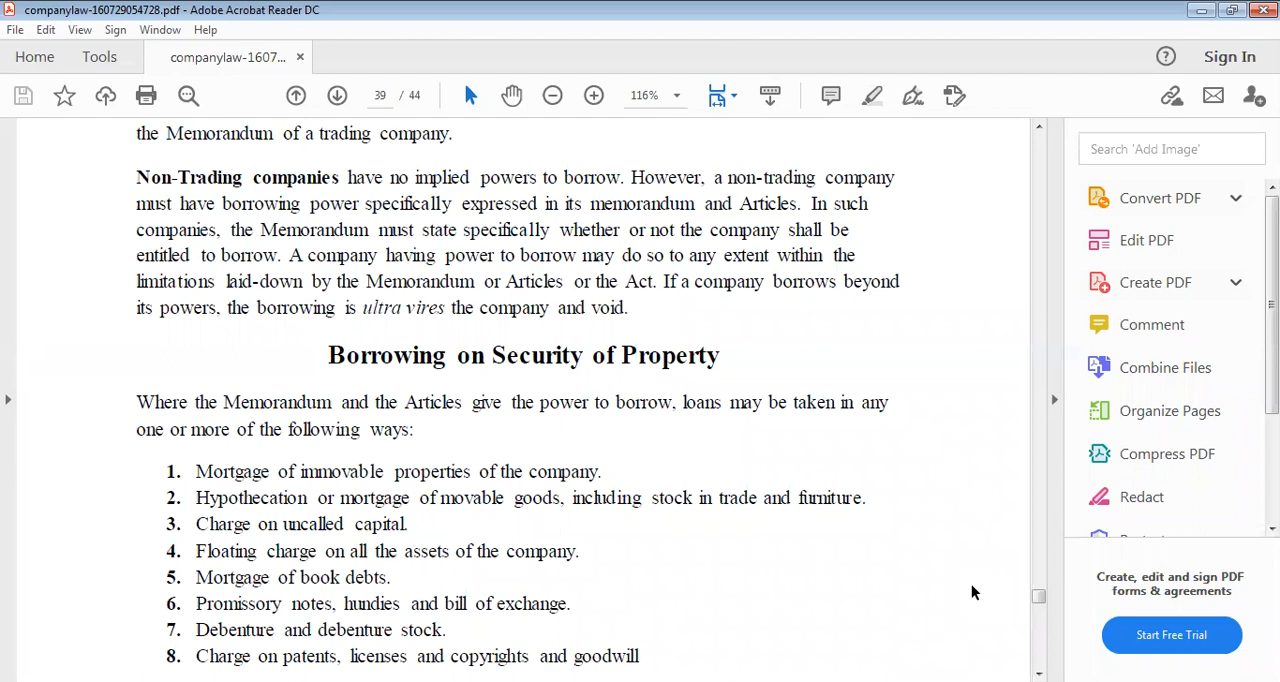 companylaw-160729054728.pdf - Adobe Acrobat Reader DC
File Edit View Sign Window Help
Home Tools companylaw-1607... × Sign In
39 / 44 116%
the Memorandum of a trading company.
Non-Trading companies have no implied powers to borrow. However, a non-trading company
must have borrowing power specifically expressed in its memorandum and Articles. In such
companies, the Memorandum must state specifically whether or not the company shall be
entitled to borrow. A company having power to borrow may do so to any extent within the
limitations laid-down by the Memorandum or Articles or the Act. If a company borrows beyond
its powers, the borrowing is ultra vires the company and void.
Borrowing on Security of Property
Where the Memorandum and the Articles give the power to borrow, loans may be taken in any
one or more of the following ways:
1. Mortgage of immovable properties of the company.
2. Hypothecation or mortgage of movable goods, including stock in trade and furniture.
3. Charge on uncalled capital.
4. Floating charge on all the assets of the company.
5. Mortgage of book debts.
6. Promissory notes, hundies and bill of exchange.
7. Debenture and debenture stock.
8. Charge on patents, licenses and copyrights and goodwill
Search 'Add Image'
Convert PDF
Edit PDF
Create PDF
Comment
Combine Files
Organize Pages
Compress PDF
Redact
Create, edit and sign PDF
forms & agreements
Start Free Trial